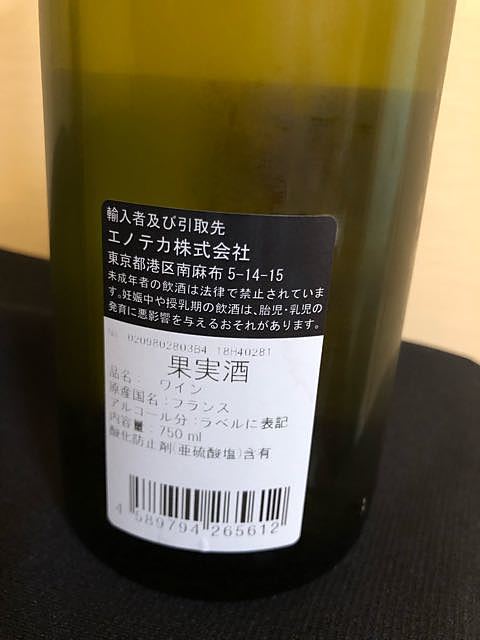 輸入者及び引取先
エノテカ株式会社
東京都港区南麻布 5-14-15
未成年者の飲酒は法律で禁止されていま
す。妊娠中や授乳期の飲酒は、胎児・乳児の
発育に悪影響を与えるおそれがあります。
0209802803B4 18H40281
果実酒
品名: ワイン
原産国名:フランス
アルコール分:ラベルに表記
内容量:750 ml
酸化防止剤(亜硫酸塩)含有
4 589794 265612